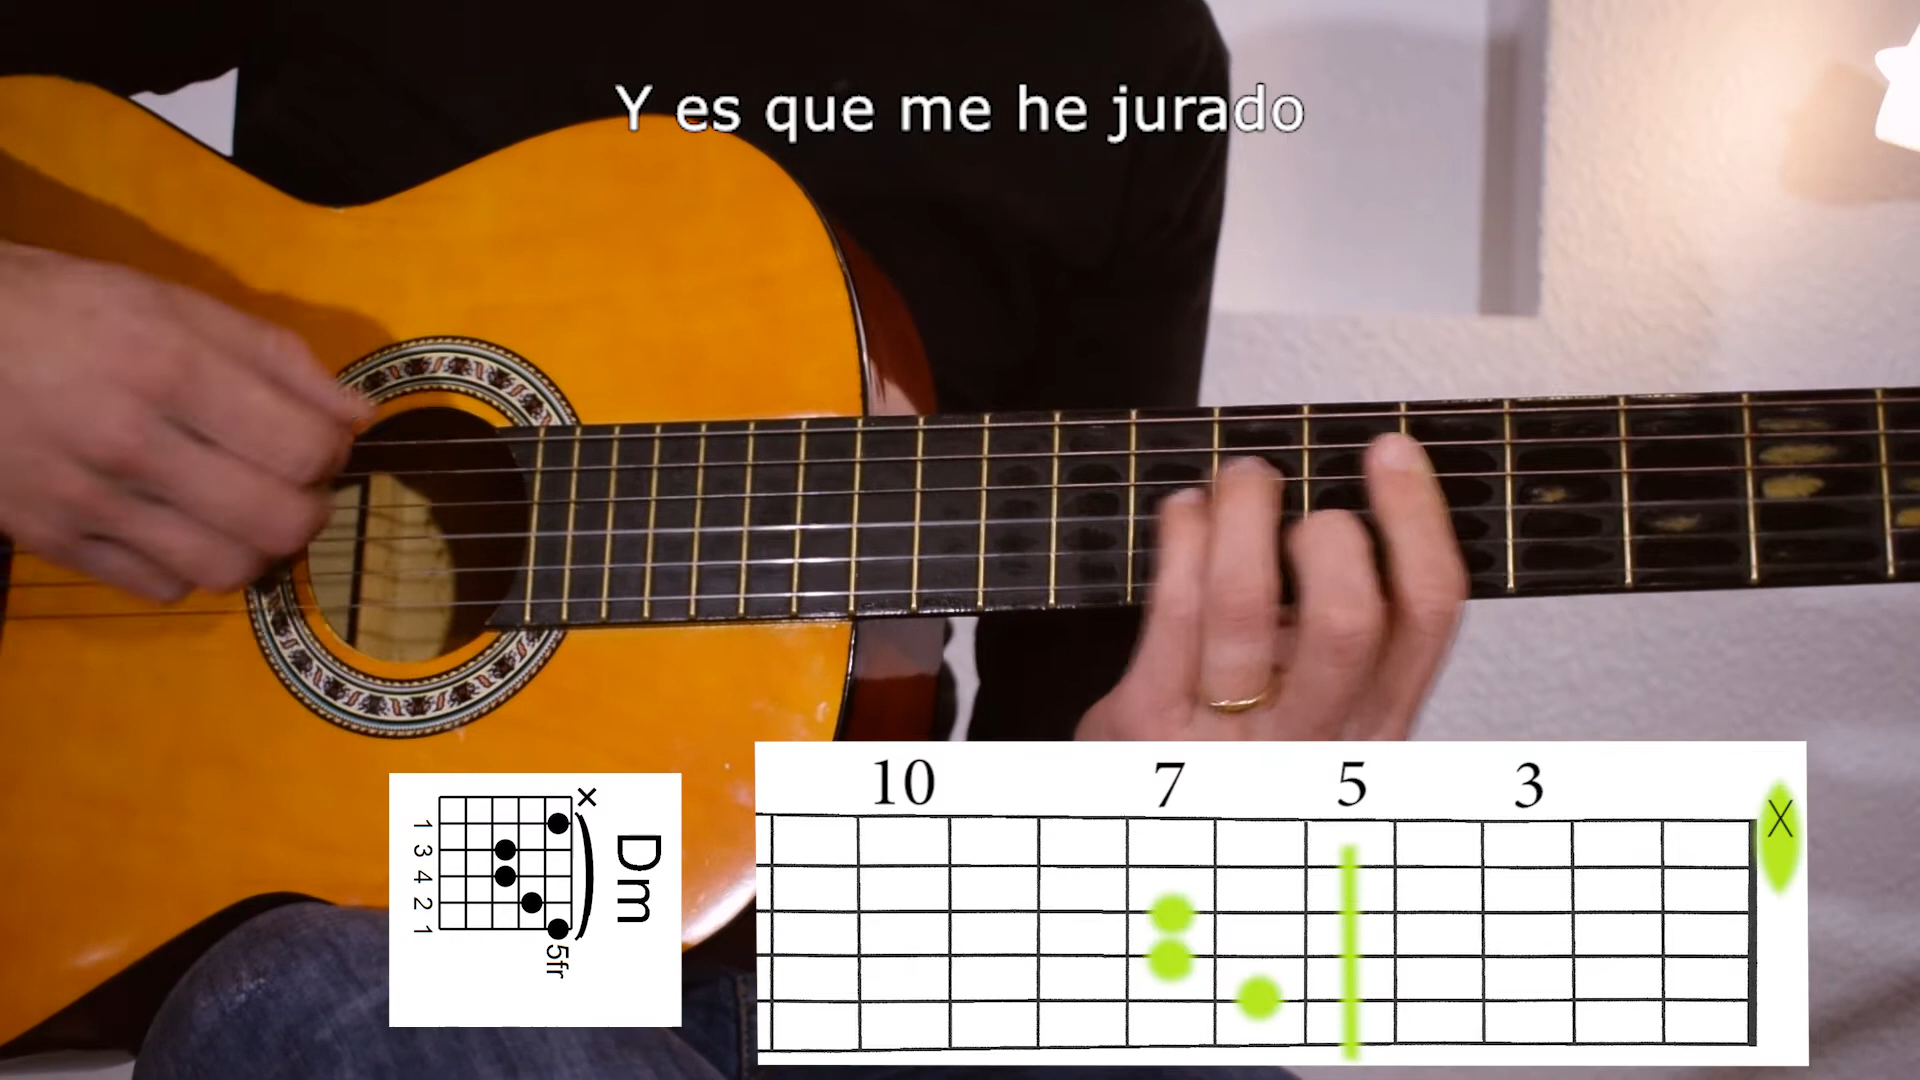 Y es que me he jurado
10 7 5 3 X
x
Dm
1 3 4 2 1
5fr